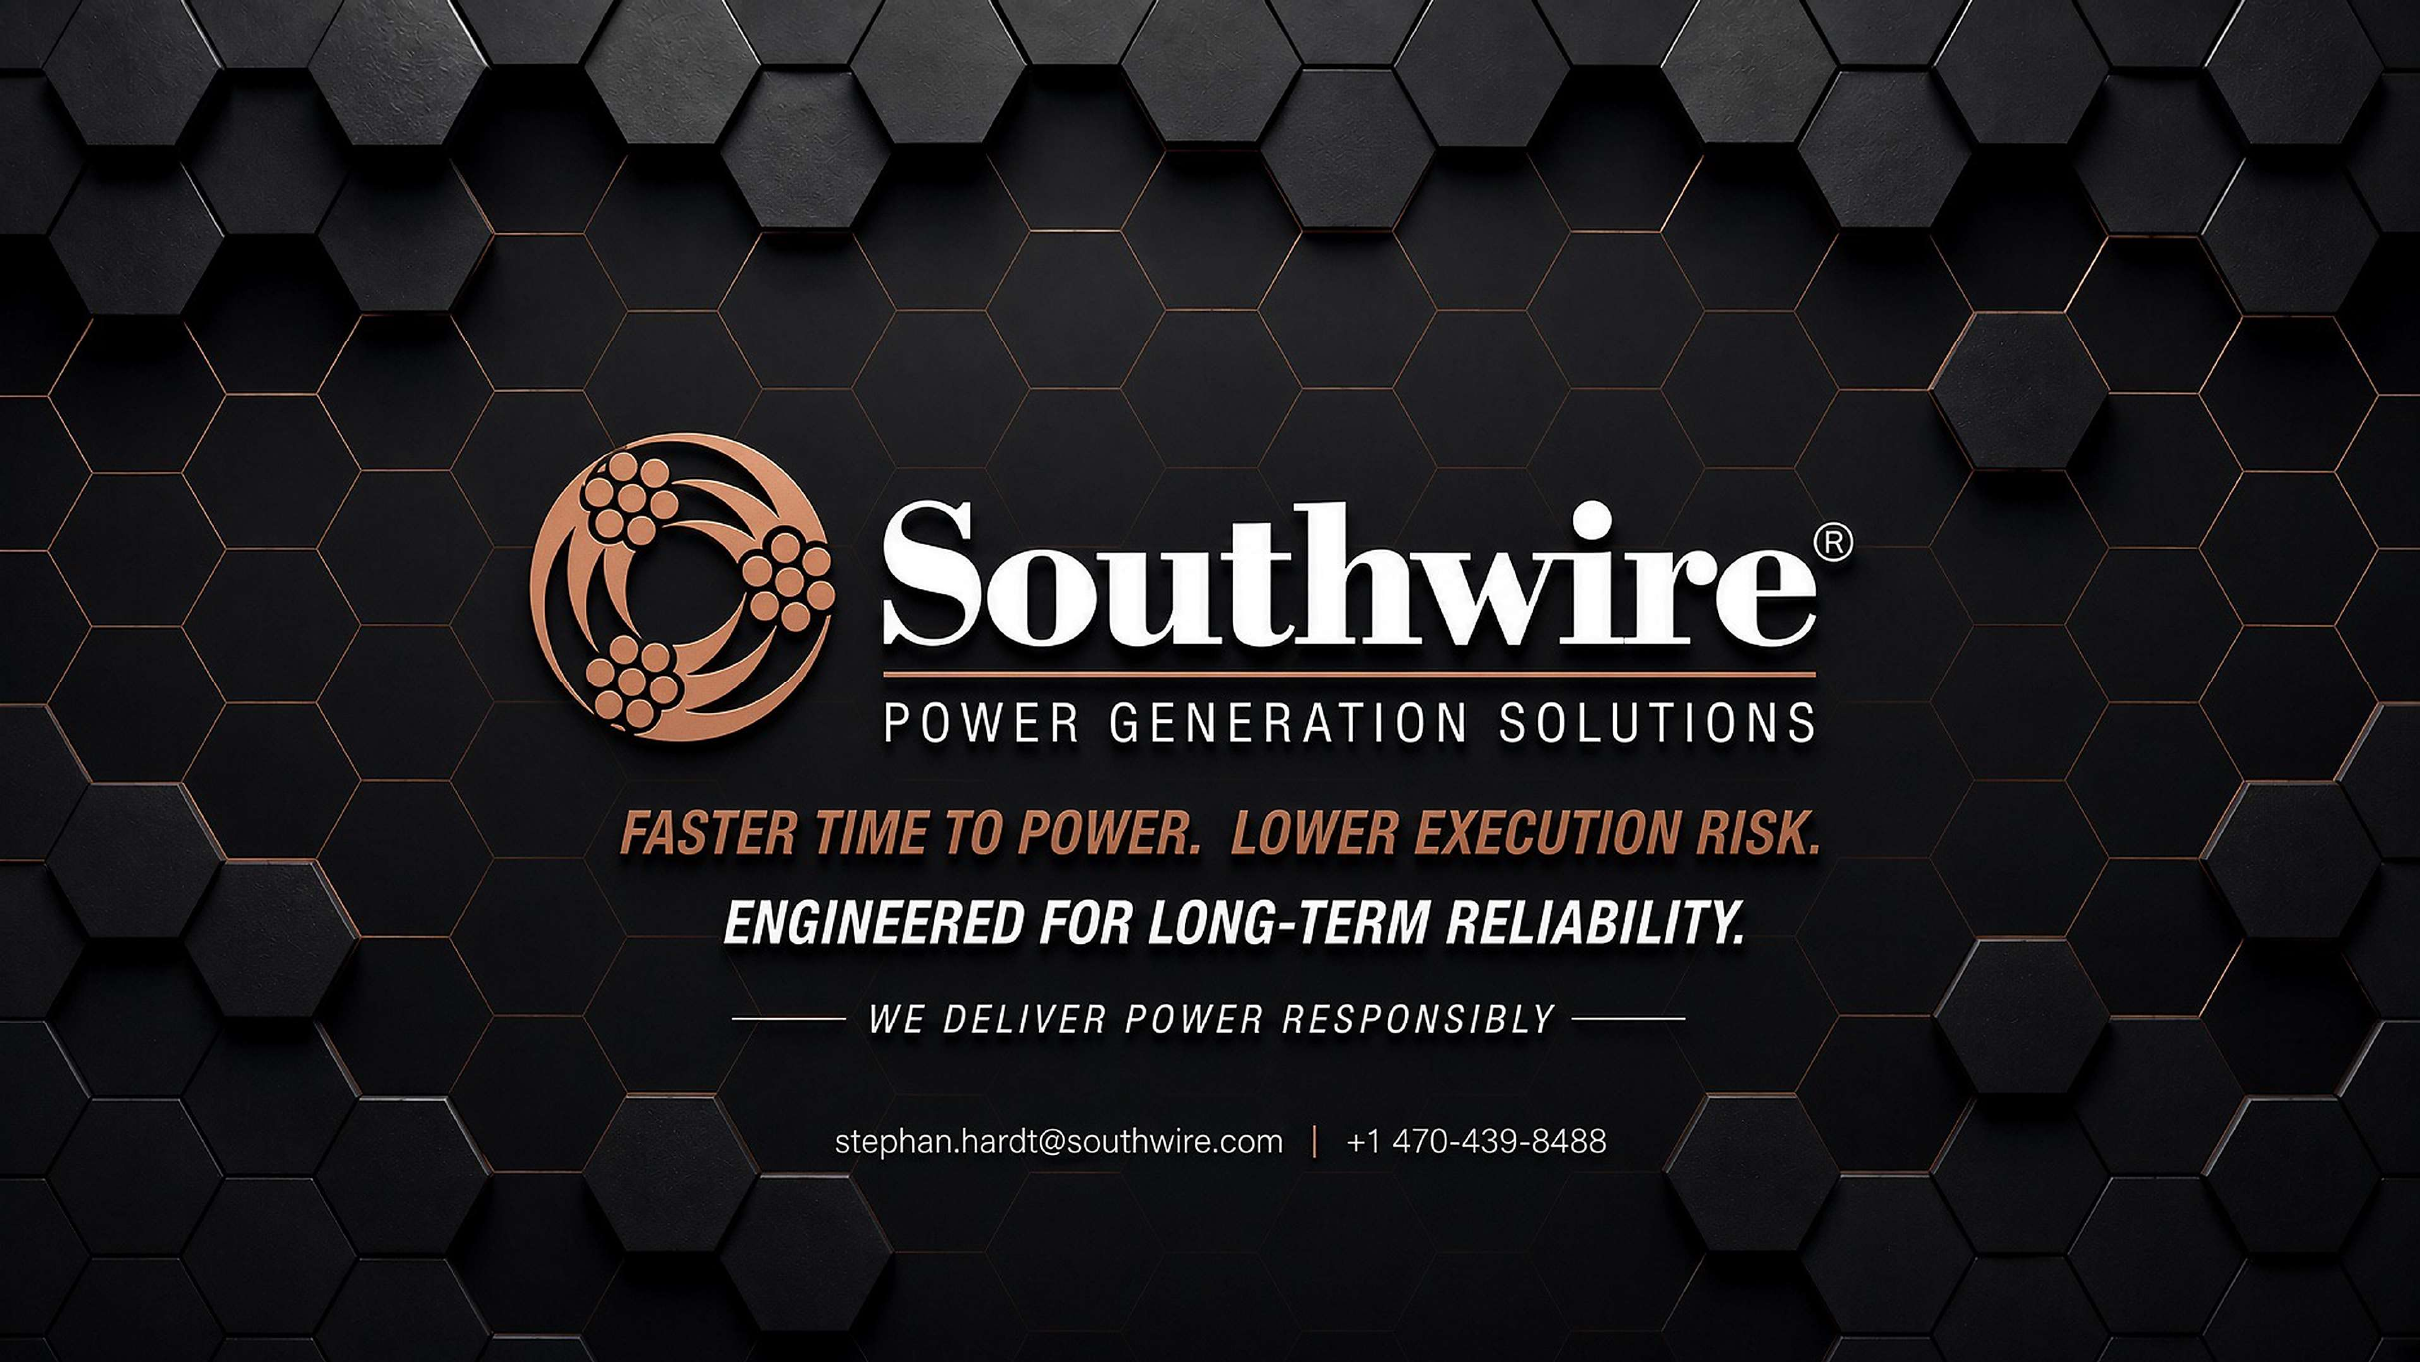 Southwire®
POWER GENERATION SOLUTIONS
FASTER TIME TO POWER. LOWER EXECUTION RISK.
ENGINEERED FOR LONG-TERM RELIABILITY.
WE DELIVER POWER RESPONSIBLY
stephan.hardt@southwire.com | +1 470-439-8488